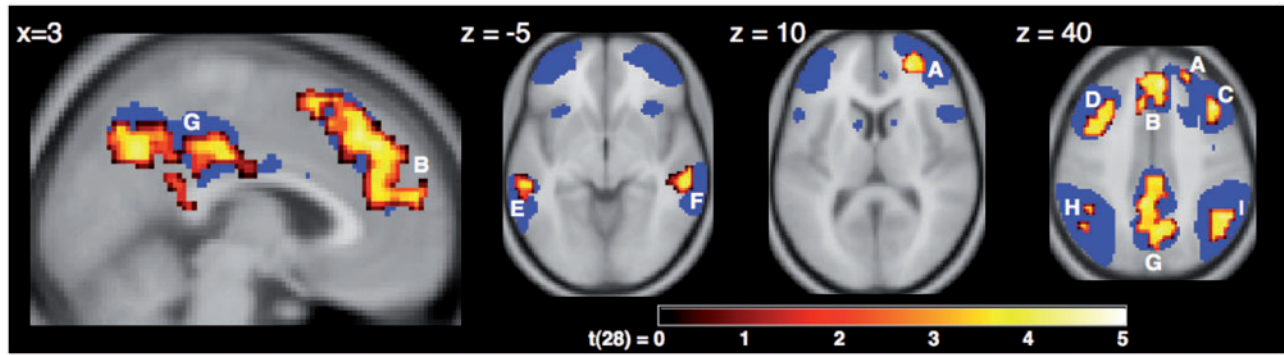 x=3
z = -5
z = 10
z = 40
G
B
E
F
A
A
D
B
C
H
I
G
t(28) = 0 1 2 3 4 5